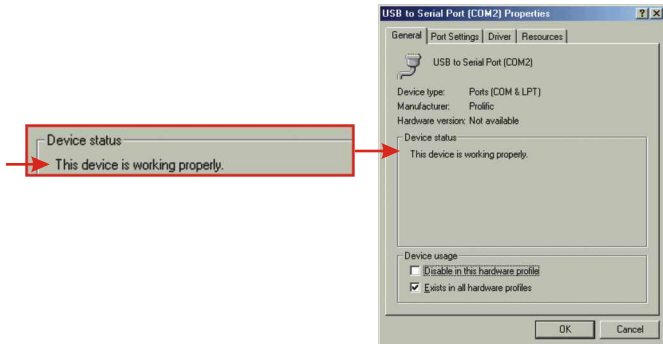 USB to Serial Port (COM2) Properties
General Port Settings Driver Resources
USB to Serial Port (COM2)
Device type: Ports (COM & LPT)
Manufacturer: Prolific
Hardware version: Not available
Device status
This device is working properly.
Device status
This device is working properly.
Device usage
Disable in this hardware profile
Exists in all hardware profiles
OK Cancel